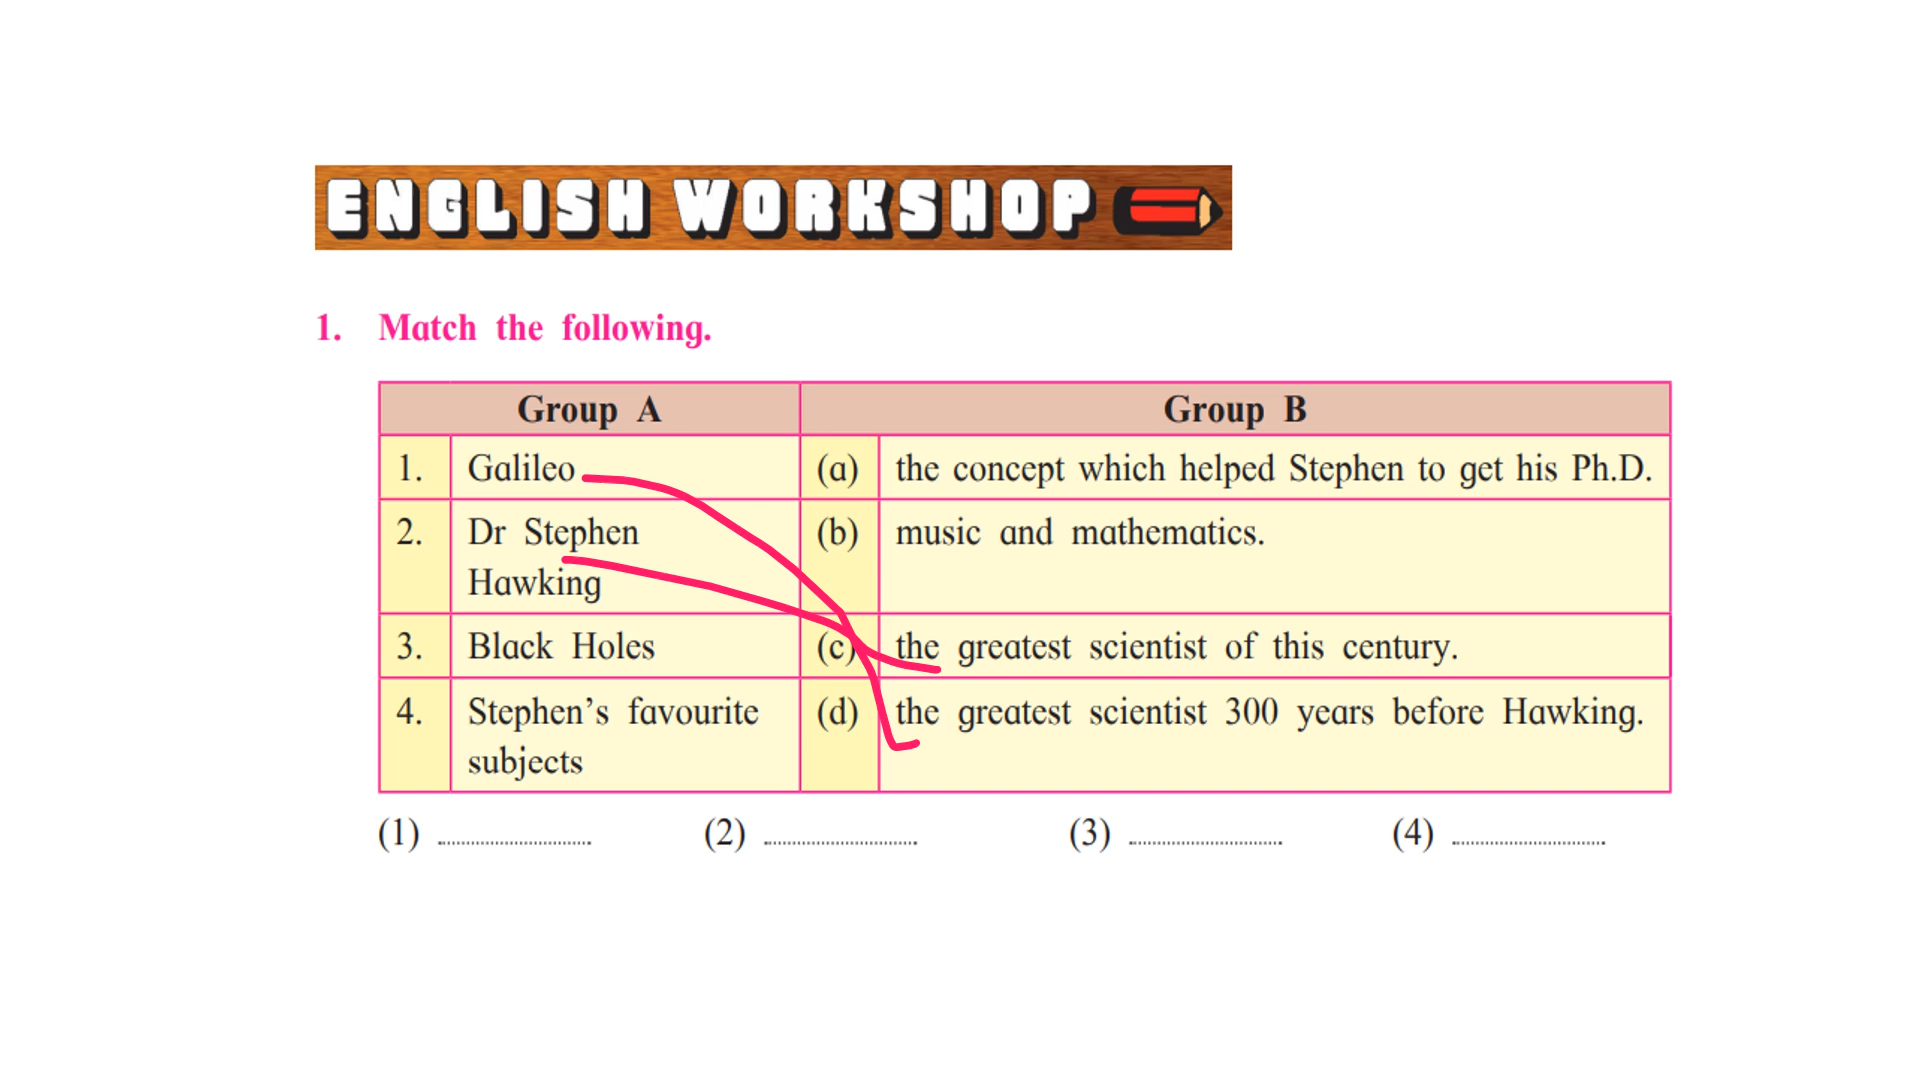 ENGLISH WORKSHOP
1. Match the following.
Group A Group B
1. Galileo (a) the concept which helped Stephen to get his Ph.D.
2. Dr Stephen (b) music and mathematics.
Hawking
3. Black Holes (c) the greatest scientist of this century.
4. Stephen's favourite (d) the greatest scientist 300 years before Hawking.
subjects
(1) ............................. (2) ............................. (3) ............................. (4) .............................